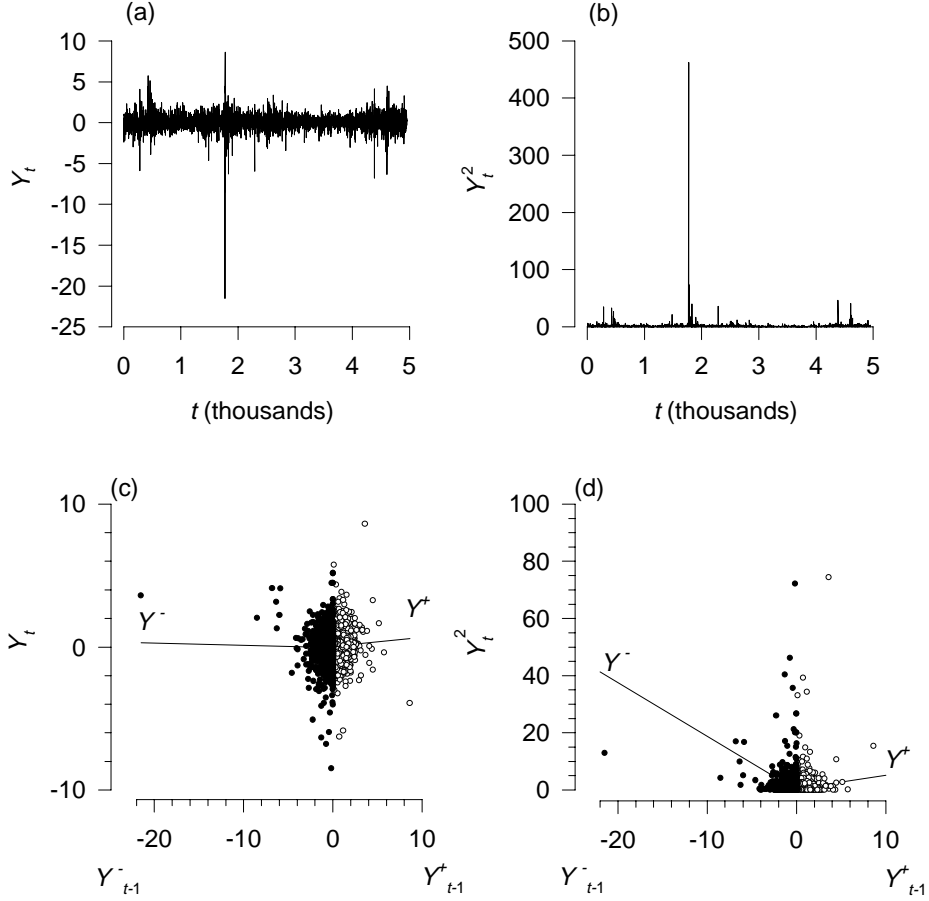 (a)
10
5
0
-5
-10
-15
-20
-25
Y_t
0 1 2 3 4 5
t (thousands)
(b)
500
400
300
200
100
0
Y_t^2
0 1 2 3 4 5
t (thousands)
(c)
10
0
-10
Y_t
Y^-
Y^+
-20 -10 0 10
Y^-_{t-1} Y^+_{t-1}
(d)
100
80
60
40
20
0
Y_t^2
Y^-
Y^+
-20 -10 0 10
Y^-_{t-1} Y^+_{t-1}